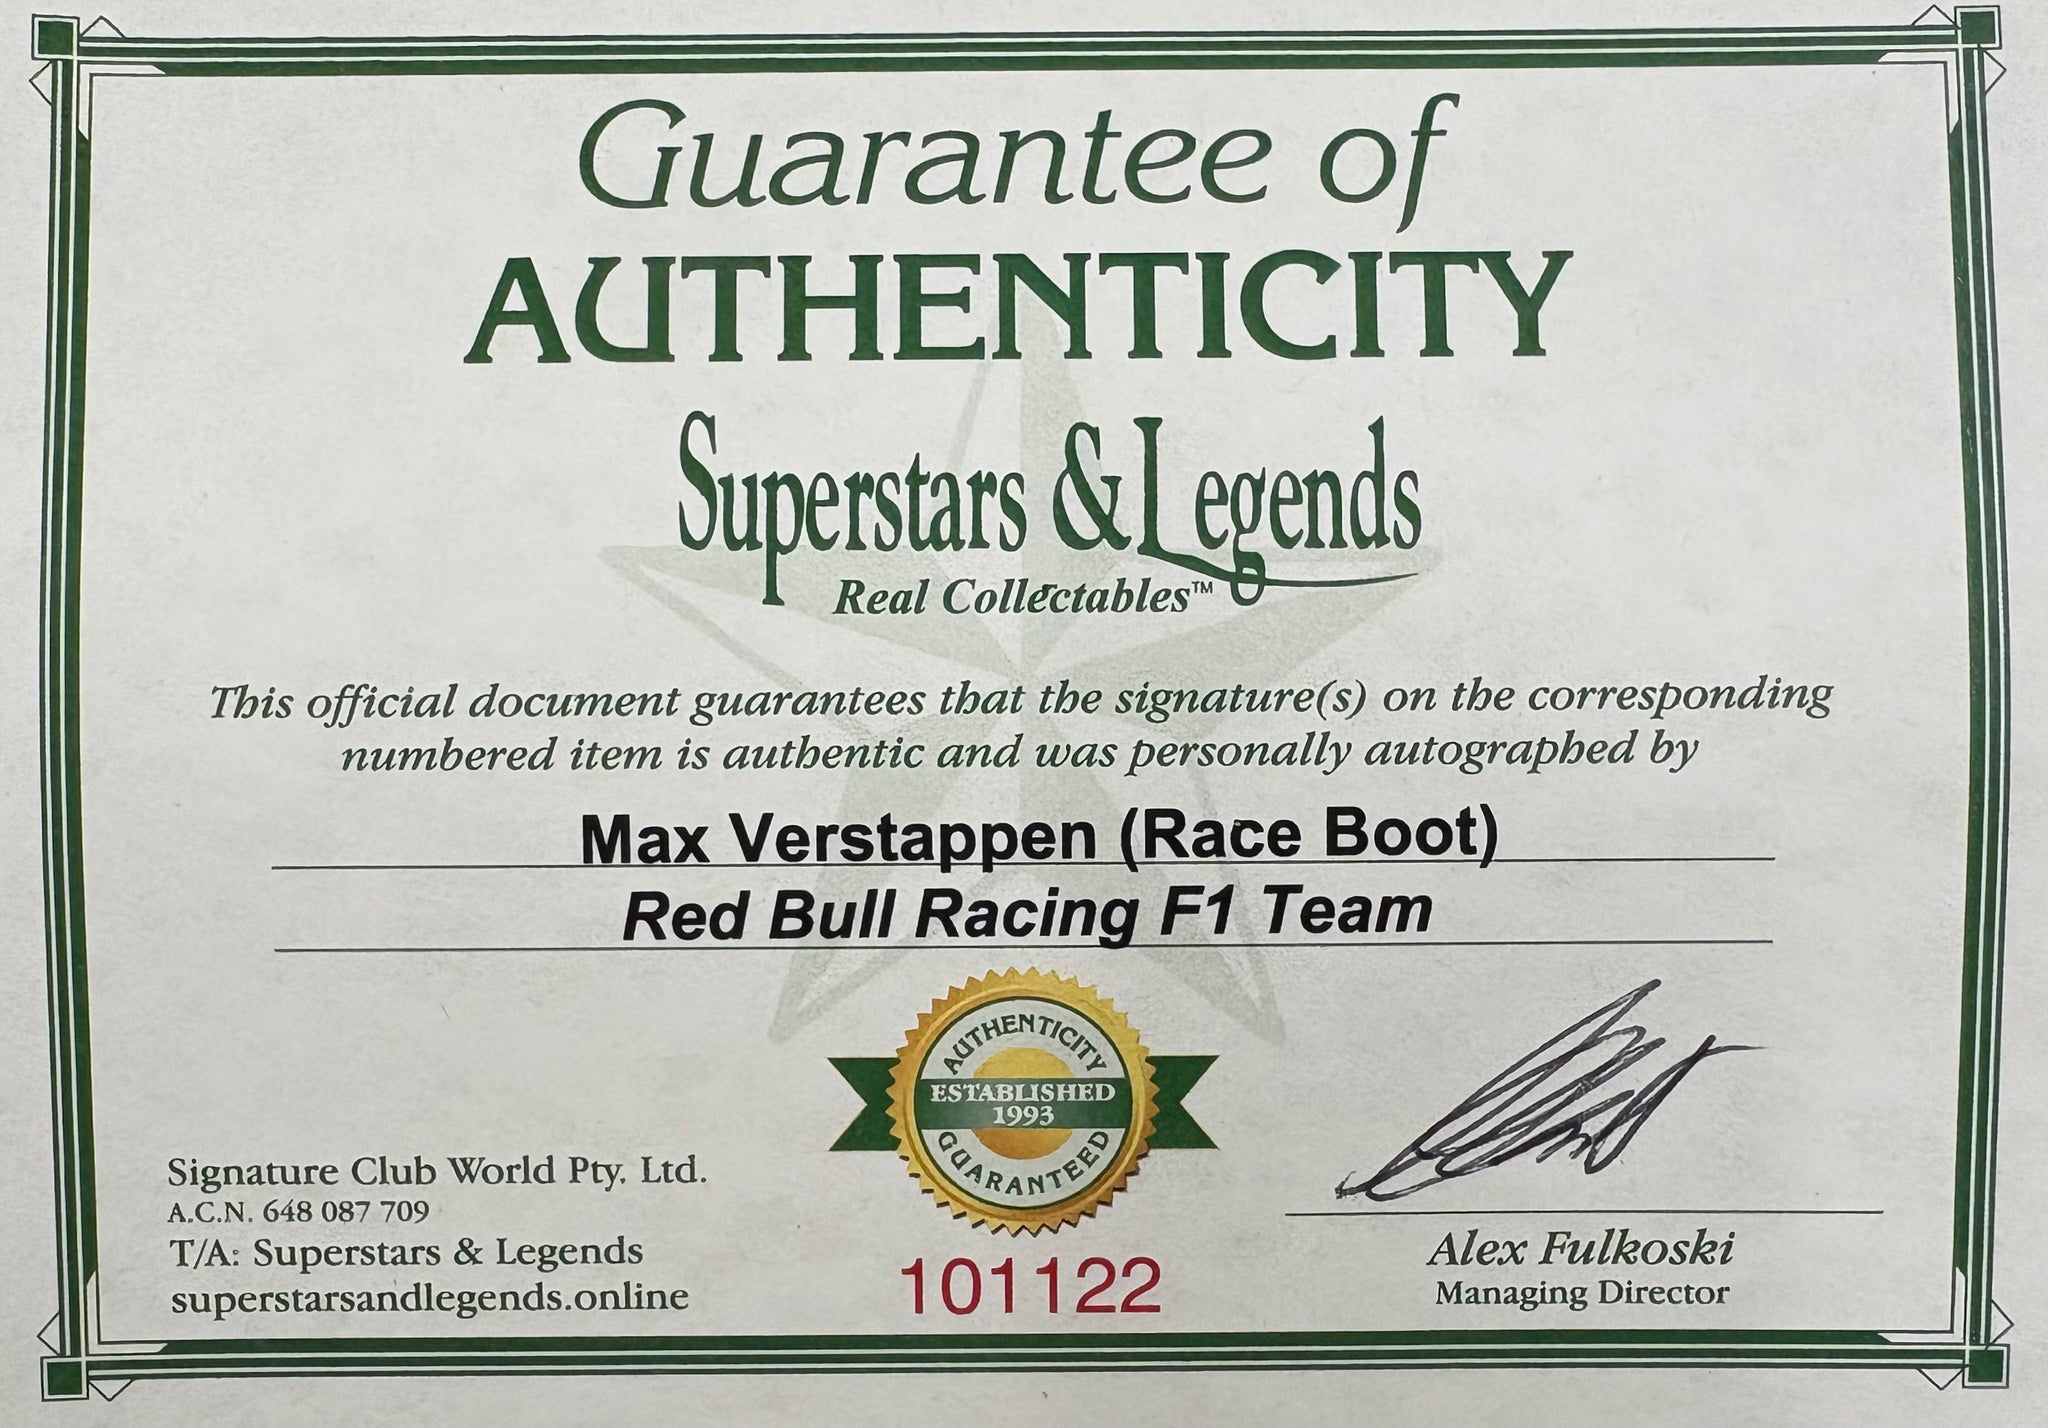 Guarantee of
AUTHENTICITY
Superstars & Legends
Real Collectables™
This official document guarantees that the signature(s) on the corresponding
numbered item is authentic and was personally autographed by
Max Verstappen (Race Boot)
Red Bull Racing F1 Team
AUTHENTICITY
ESTABLISHED
1993
GUARANTEED
101122
Signature Club World Pty. Ltd.
A.C.N. 648 087 709
T/A: Superstars & Legends
superstarsandlegends.online
Alex Fulkoski
Managing Director